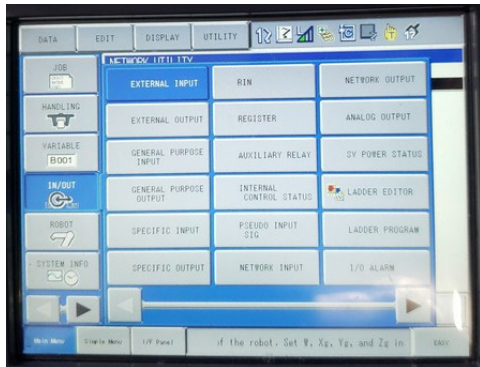 DATA
EDIT
DISPLAY
UTILITY
NETWORK UTILITY
JOB
HANDLING
VARIABLE
B001
IN/OUT
ROBOT
SYSTEM INFO
EXTERNAL INPUT
RIN
NETWORK OUTPUT
EXTERNAL OUTPUT
REGISTER
ANALOG OUTPUT
GENERAL PURPOSE
INPUT
AUXILIARY RELAY
SV POWER STATUS
GENERAL PURPOSE
OUTPUT
INTERNAL
CONTROL STATUS
LADDER EDITOR
SPECIFIC INPUT
PSEUDO INPUT
SIG
LADDER PROGRAM
SPECIFIC OUTPUT
NETWORK INPUT
I/O ALARM
Main Menu
Simple Menu
I/F Panel
if the robot. Set W, Xg, Yg, and Zg in